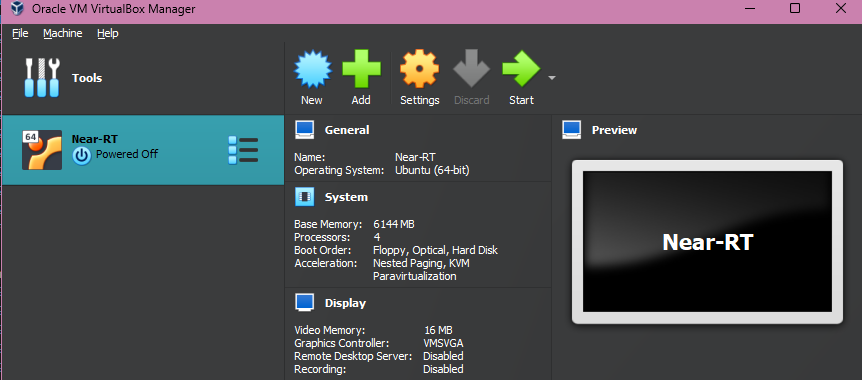 Oracle VM VirtualBox Manager
File Machine Help
Tools
New Add Settings Discard Start
64
Near-RT
Powered Off
General
Name: Near-RT
Operating System: Ubuntu (64-bit)
System
Base Memory: 6144 MB
Processors: 4
Boot Order: Floppy, Optical, Hard Disk
Acceleration: Nested Paging, KVM
Paravirtualization
Display
Video Memory: 16 MB
Graphics Controller: VMSVGA
Remote Desktop Server: Disabled
Recording: Disabled
Preview
Near-RT